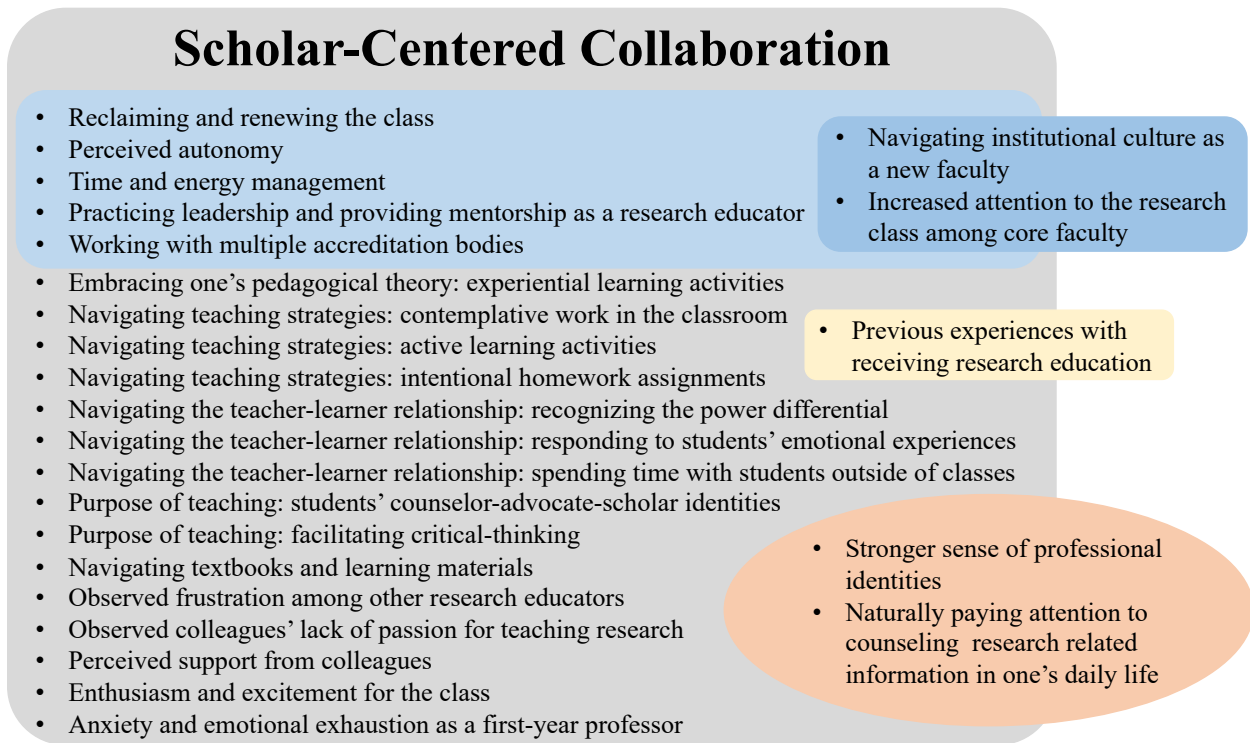 Scholar-Centered Collaboration
• Reclaiming and renewing the class
• Perceived autonomy
• Time and energy management
• Practicing leadership and providing mentorship as a research educator
• Working with multiple accreditation bodies
• Navigating institutional culture as
a new faculty
• Increased attention to the research
class among core faculty
• Embracing one’s pedagogical theory: experiential learning activities
• Navigating teaching strategies: contemplative work in the classroom
• Navigating teaching strategies: active learning activities
• Navigating teaching strategies: intentional homework assignments
• Previous experiences with
receiving research education
• Navigating the teacher-learner relationship: recognizing the power differential
• Navigating the teacher-learner relationship: responding to students’ emotional experiences
• Navigating the teacher-learner relationship: spending time with students outside of classes
• Purpose of teaching: students’ counselor-advocate-scholar identities
• Purpose of teaching: facilitating critical-thinking
• Navigating textbooks and learning materials
• Observed frustration among other research educators
• Observed colleagues’ lack of passion for teaching research
• Perceived support from colleagues
• Enthusiasm and excitement for the class
• Anxiety and emotional exhaustion as a first-year professor
• Stronger sense of professional
identities
• Naturally paying attention to
counseling research related
information in one’s daily life